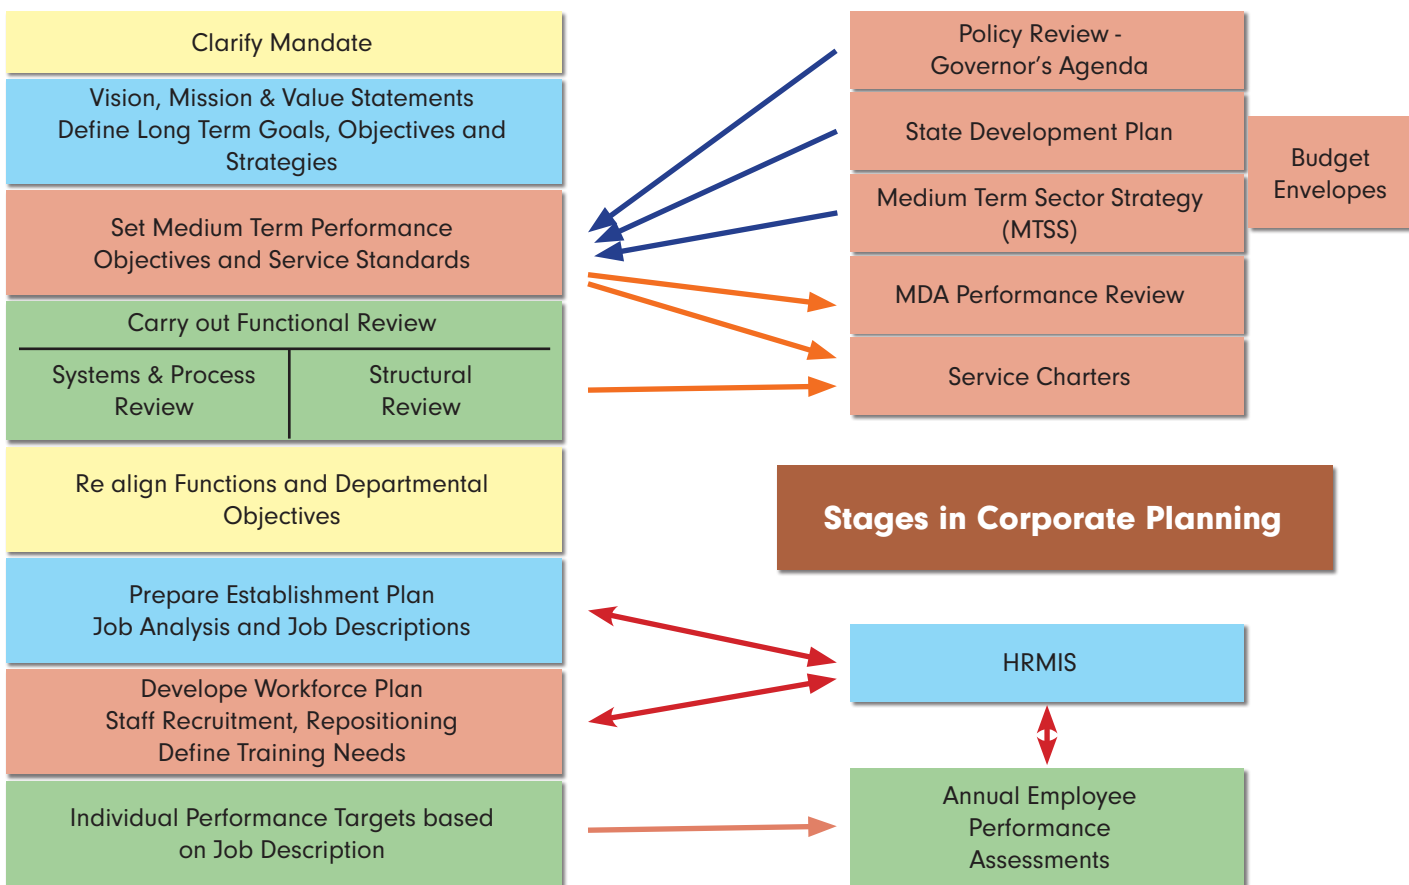 Clarify Mandate
Vision, Mission & Value Statements
Define Long Term Goals, Objectives and
Strategies
Set Medium Term Performance
Objectives and Service Standards
Carry out Functional Review
Systems & Process
Review
Structural
Review
Re align Functions and Departmental
Objectives
Prepare Establishment Plan
Job Analysis and Job Descriptions
Develope Workforce Plan
Staff Recruitment, Repositioning
Define Training Needs
Individual Performance Targets based
on Job Description
Policy Review -
Governor's Agenda
State Development Plan
Medium Term Sector Strategy
(MTSS)
MDA Performance Review
Service Charters
Budget
Envelopes
Stages in Corporate Planning
HRMIS
Annual Employee
Performance
Assessments